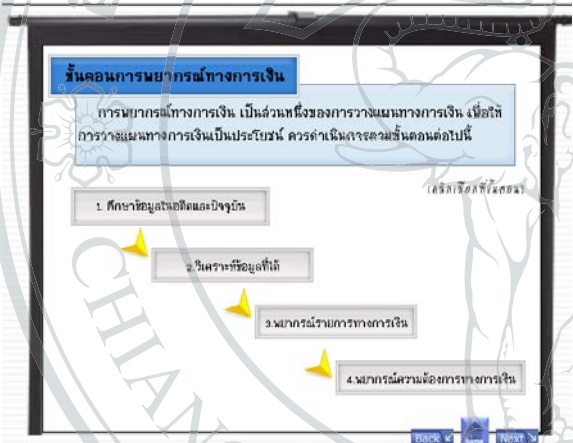 ขั้นตอนการพยากรณ์ทางการเงิน
การพยากรณ์ทางการเงิน เป็นส่วนหนึ่งของการวางแผนทางการเงิน เพื่อให้
การวางแผนทางการเงินเป็นประโยชน์ ควรดำเนินการตามขั้นตอนต่อไปนี้
(คลิกเลือกที่ขั้นตอน)
1. ศึกษาข้อมูลในอดีตและปัจจุบัน
2.วิเคราะห์ข้อมูลที่ได้
3.พยากรณ์รายการทางการเงิน
4.พยากรณ์ความต้องการทางการเงิน
Back Next
CHIANG